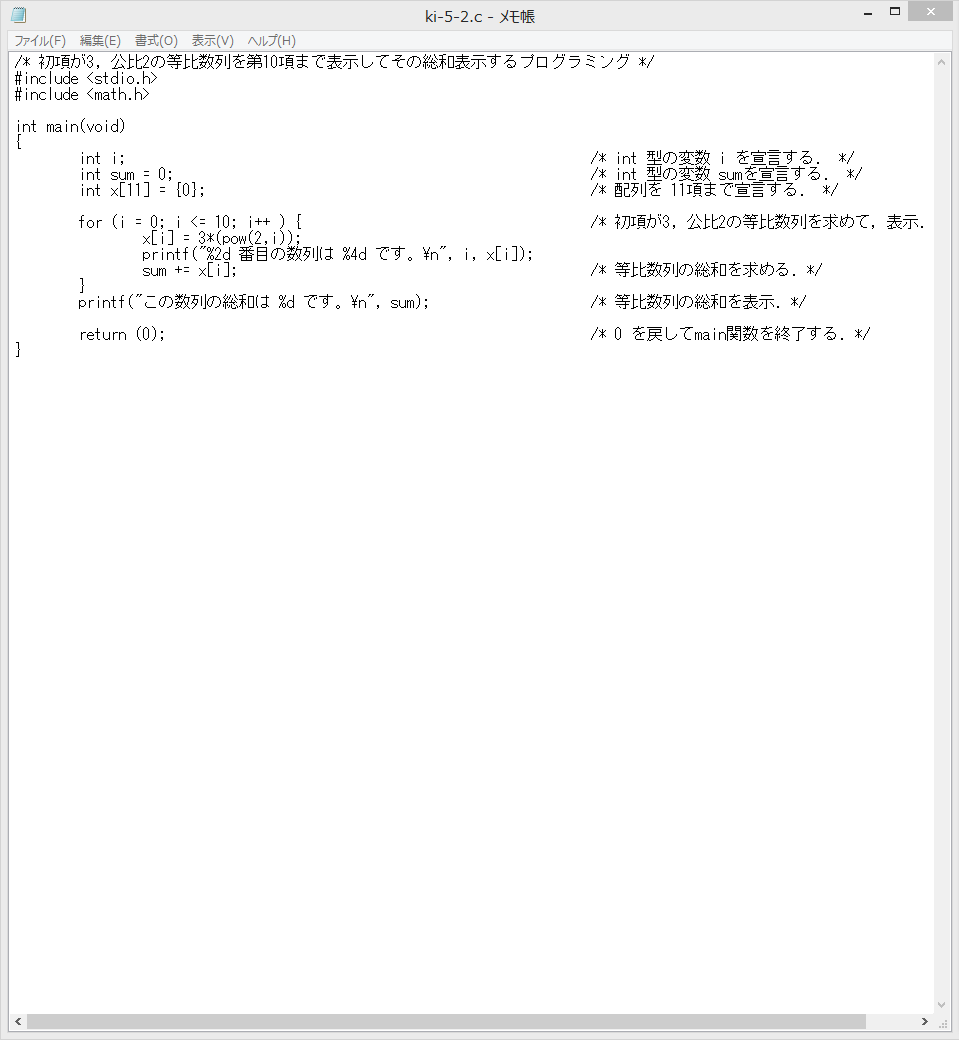 ki-5-2.c - メモ帳
ファイル(F) 編集(E) 書式(O) 表示(V) ヘルプ(H)
/* 初項が3，公比2の等比数列を第10項まで表示してその総和表示するプログラミング */
#include <stdio.h>
#include <math.h>
int main(void)
{
int i; /* int 型の変数 i を宣言する． */
int sum = 0; /* int 型の変数 sumを宣言する． */
int x[11] = {0}; /* 配列を 11項まで宣言する． */
for (i = 0; i <= 10; i++ ) { /* 初項が3，公比2の等比数列を求めて，表示．
x[i] = 3*(pow(2,i));
printf("%2d 番目の数列は %4d です。¥n", i, x[i]);
sum += x[i]; /* 等比数列の総和を求める．*/
}
printf("この数列の総和は %d です。¥n", sum); /* 等比数列の総和を表示．*/
return (0); /* 0 を戻してmain関数を終了する．*/
}